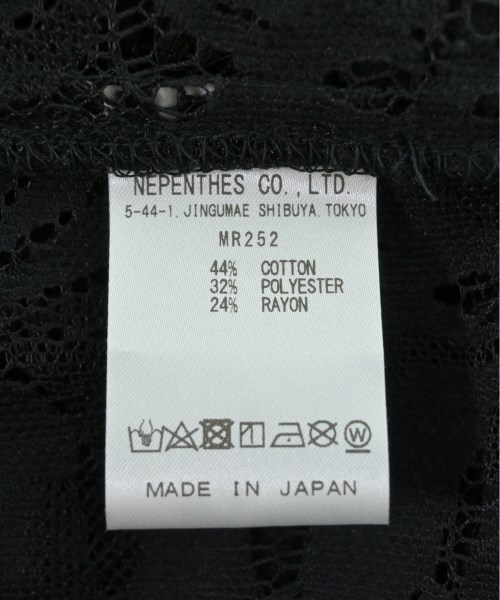 NEPENTHES CO.,LTD.
5-44-1.JINGUMAE SHIBUYA.TOKYO
MR252
44% COTTON
32% POLYESTER
24% RAYON
W
MADE IN JAPAN